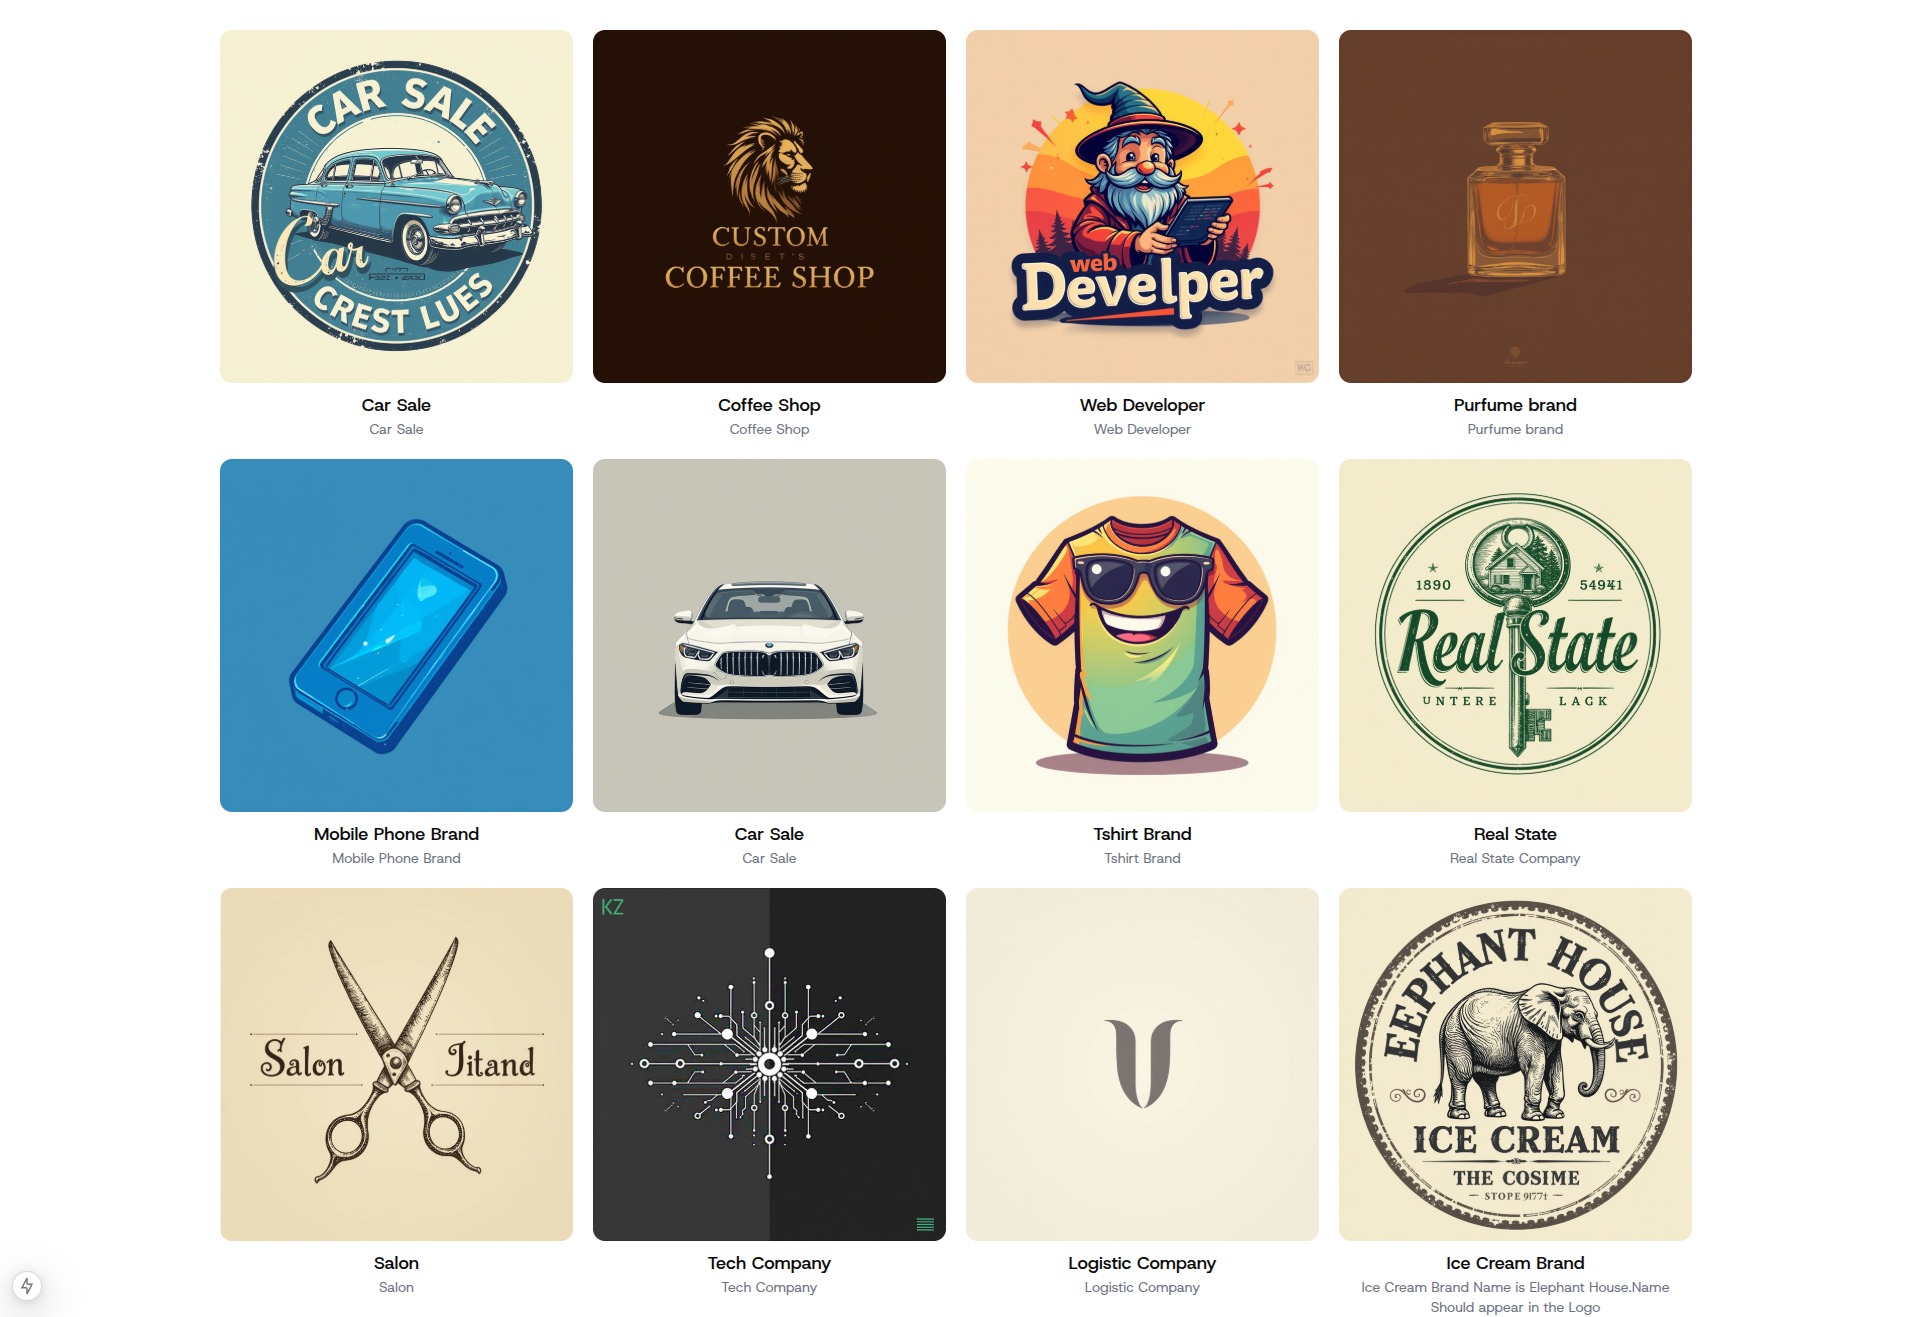 CAR SALE
Car
CREST LUES
Car Sale
Car Sale
CUSTOM
DISET'S
COFFEE SHOP
Coffee Shop
Coffee Shop
web
Develper
Web Developer
Web Developer
Purfume brand
Purfume brand
Mobile Phone Brand
Mobile Phone Brand
Car Sale
Car Sale
Tshirt Brand
Tshirt Brand
1890
54941
Real State
UNTERE LACK
Real State
Real State Company
Salon Jitand
Salon
Salon
KZ
Tech Company
Tech Company
Logistic Company
Logistic Company
EEPHANT HOUSE
ICE CREAM
THE COSIME
Ice Cream Brand
Ice Cream Brand Name is Elephant House.Name
Should appear in the Logo